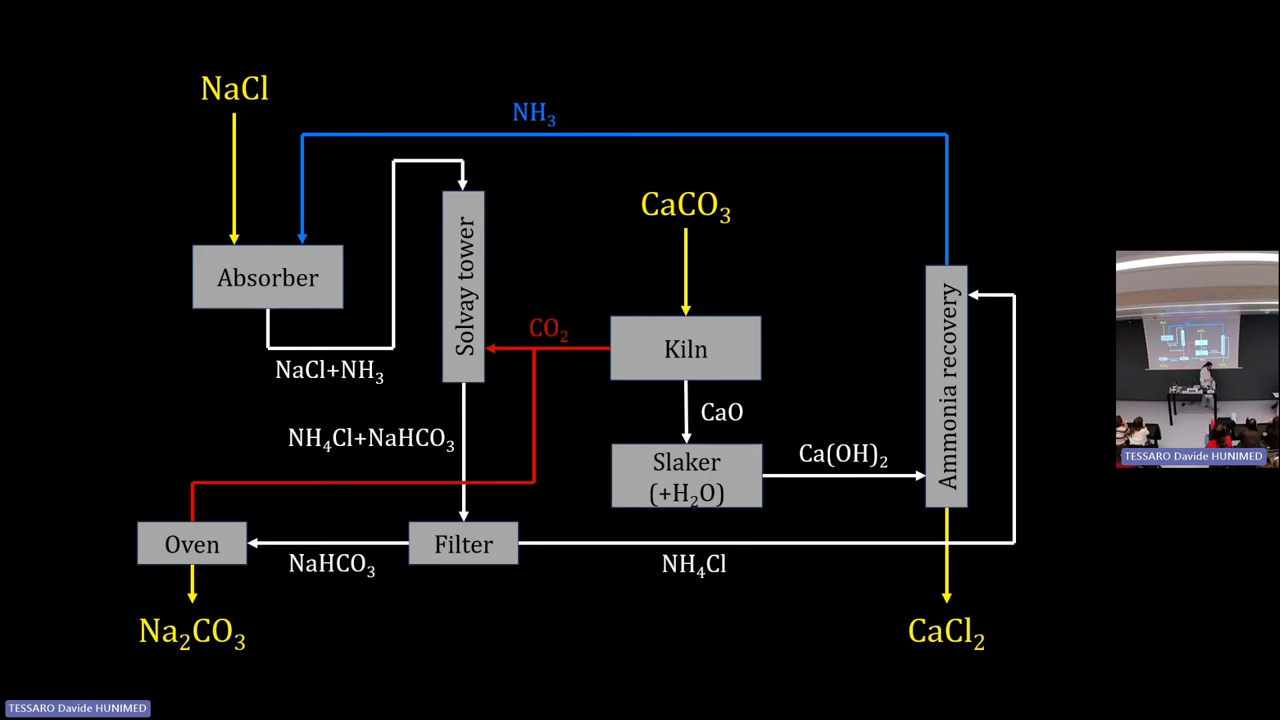 NaCl
NH₃
CaCO₃
Absorber
Solvay tower
CO₂
Kiln
Ammonia recovery
NaCl+NH₃
CaO
NH₄Cl+NaHCO₃
Ca(OH)₂
Slaker
(+H₂O)
Oven
Filter
NaHCO₃
NH₄Cl
Na₂CO₃
CaCl₂
TESSARO Davide HUNIMED
TESSARO Davide HUNIMED